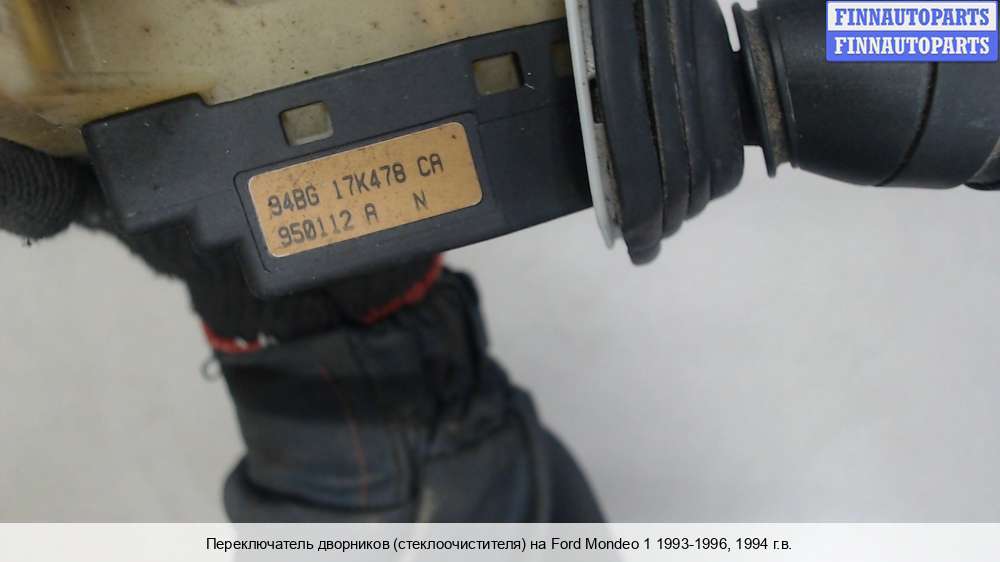 FINNAUTOPARTS
FINNAUTOPARTS
94BG 17K478 CA
950112 A N
Переключатель дворников (стеклоочистителя) на Ford Mondeo 1 1993-1996, 1994 г.в.